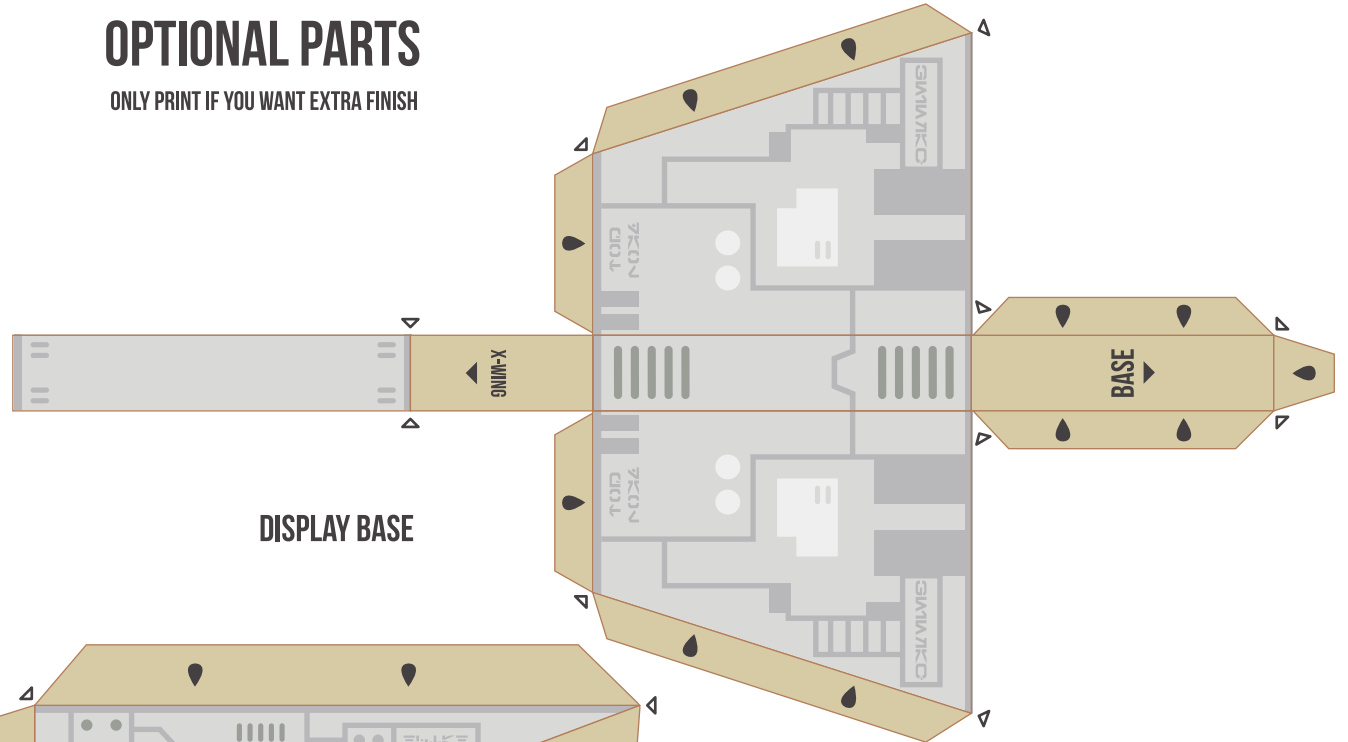 OPTIONAL PARTS
ONLY PRINT IF YOU WANT EXTRA FINISH
X-WING
BASE
DISPLAY BASE